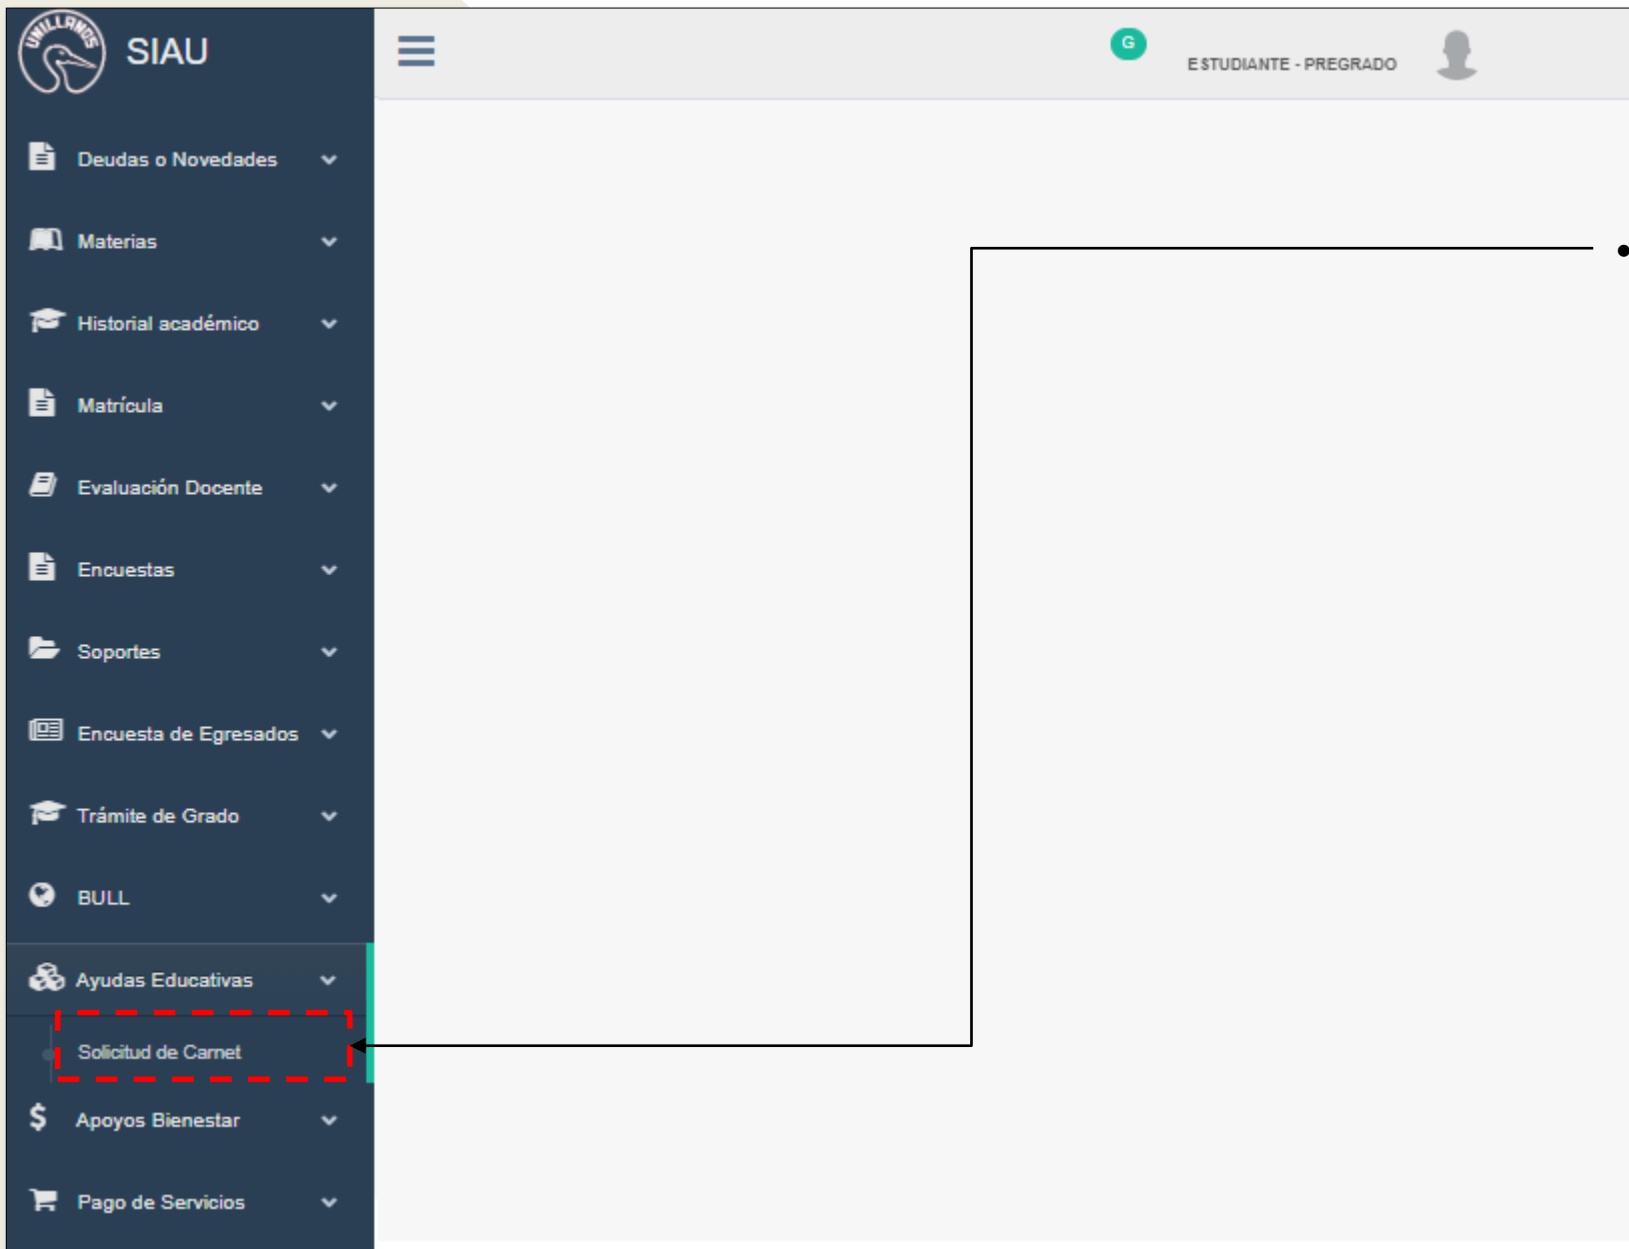 UNILLANOS
SIAU
G
ESTUDIANTE - PREGRADO
Deudas o Novedades
Materias
Historial académico
Matrícula
Evaluación Docente
Encuestas
Soportes
Encuesta de Egresados
Trámite de Grado
BULL
Ayudas Educativas
Solicitud de Carnet
$ Apoyos Bienestar
Pago de Servicios